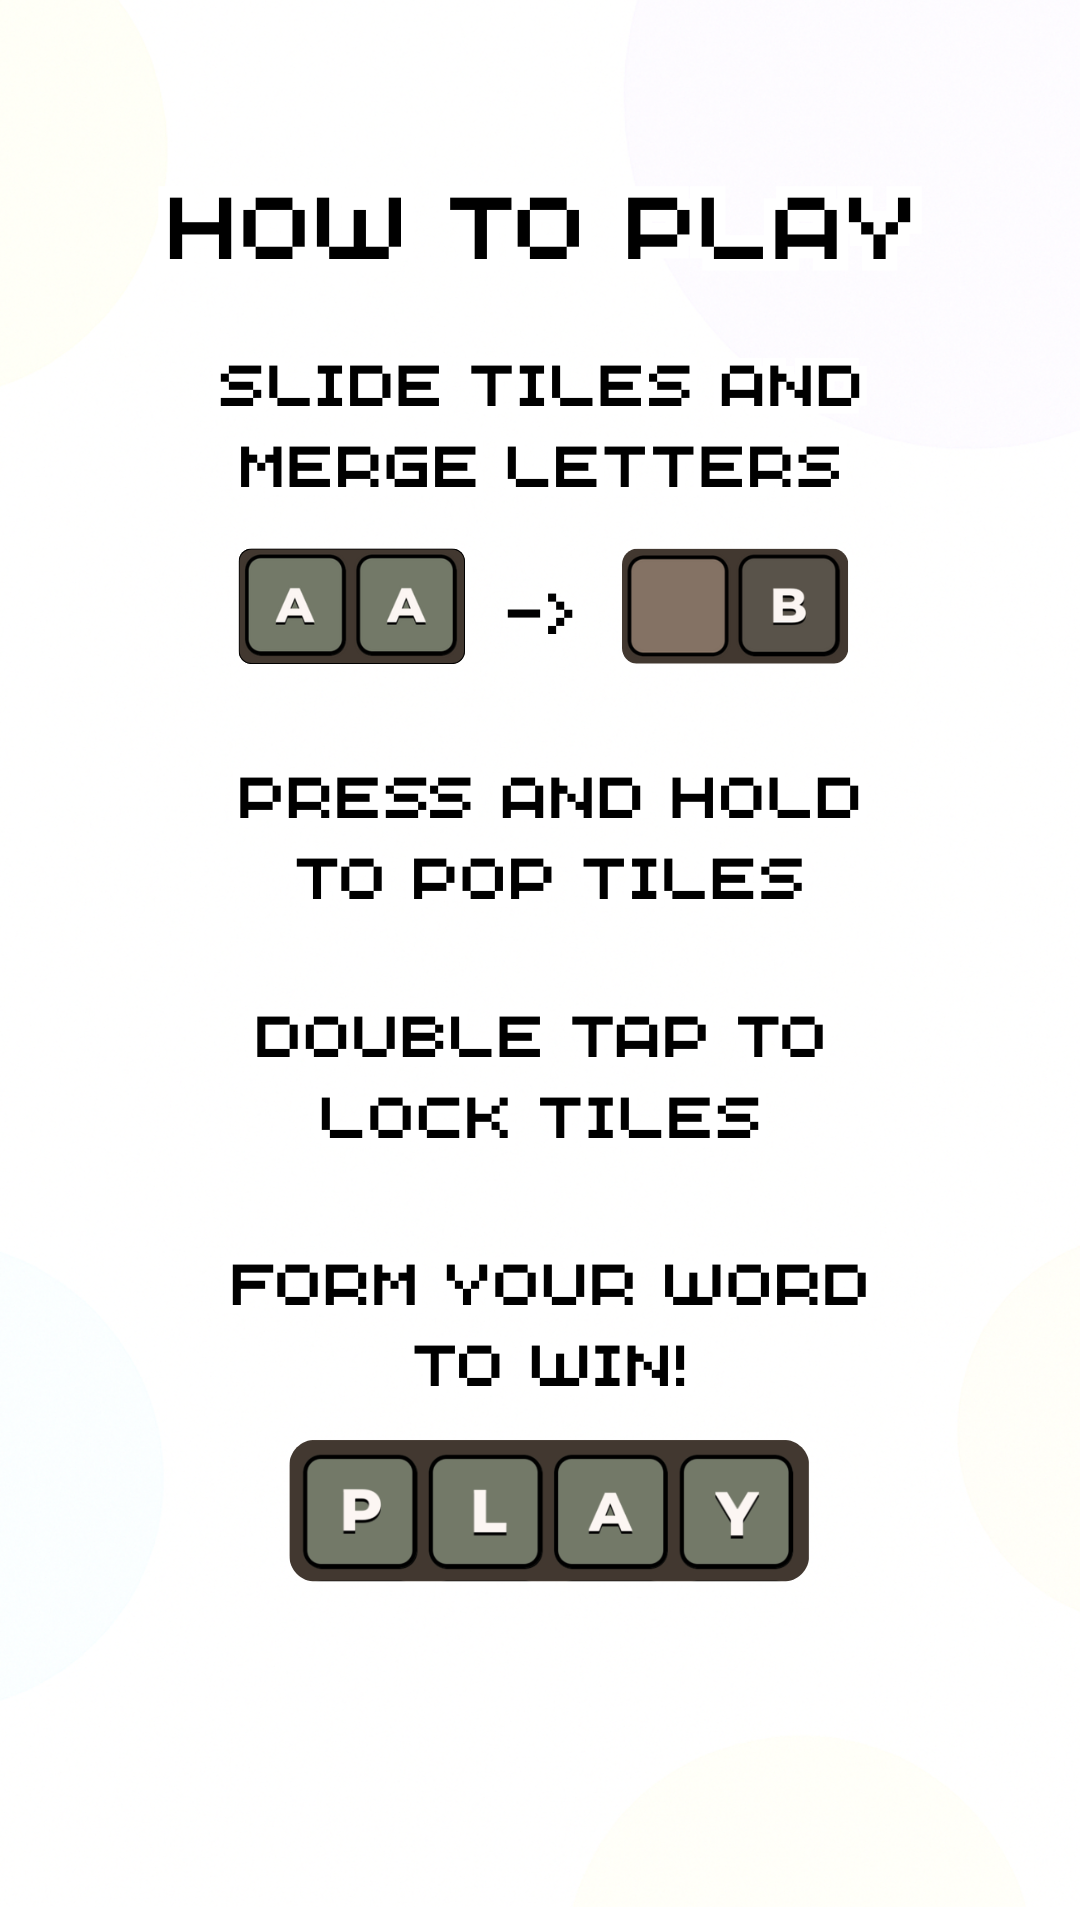 HOW TO PLAY
SLIDE TILES AND
MERGE LETTERS
A A -> B
PRESS AND HOLD
TO POP TILES
DOUBLE TAP TO
LOCK TILES
FORM YOUR WORD
TO WIN!
P L A Y